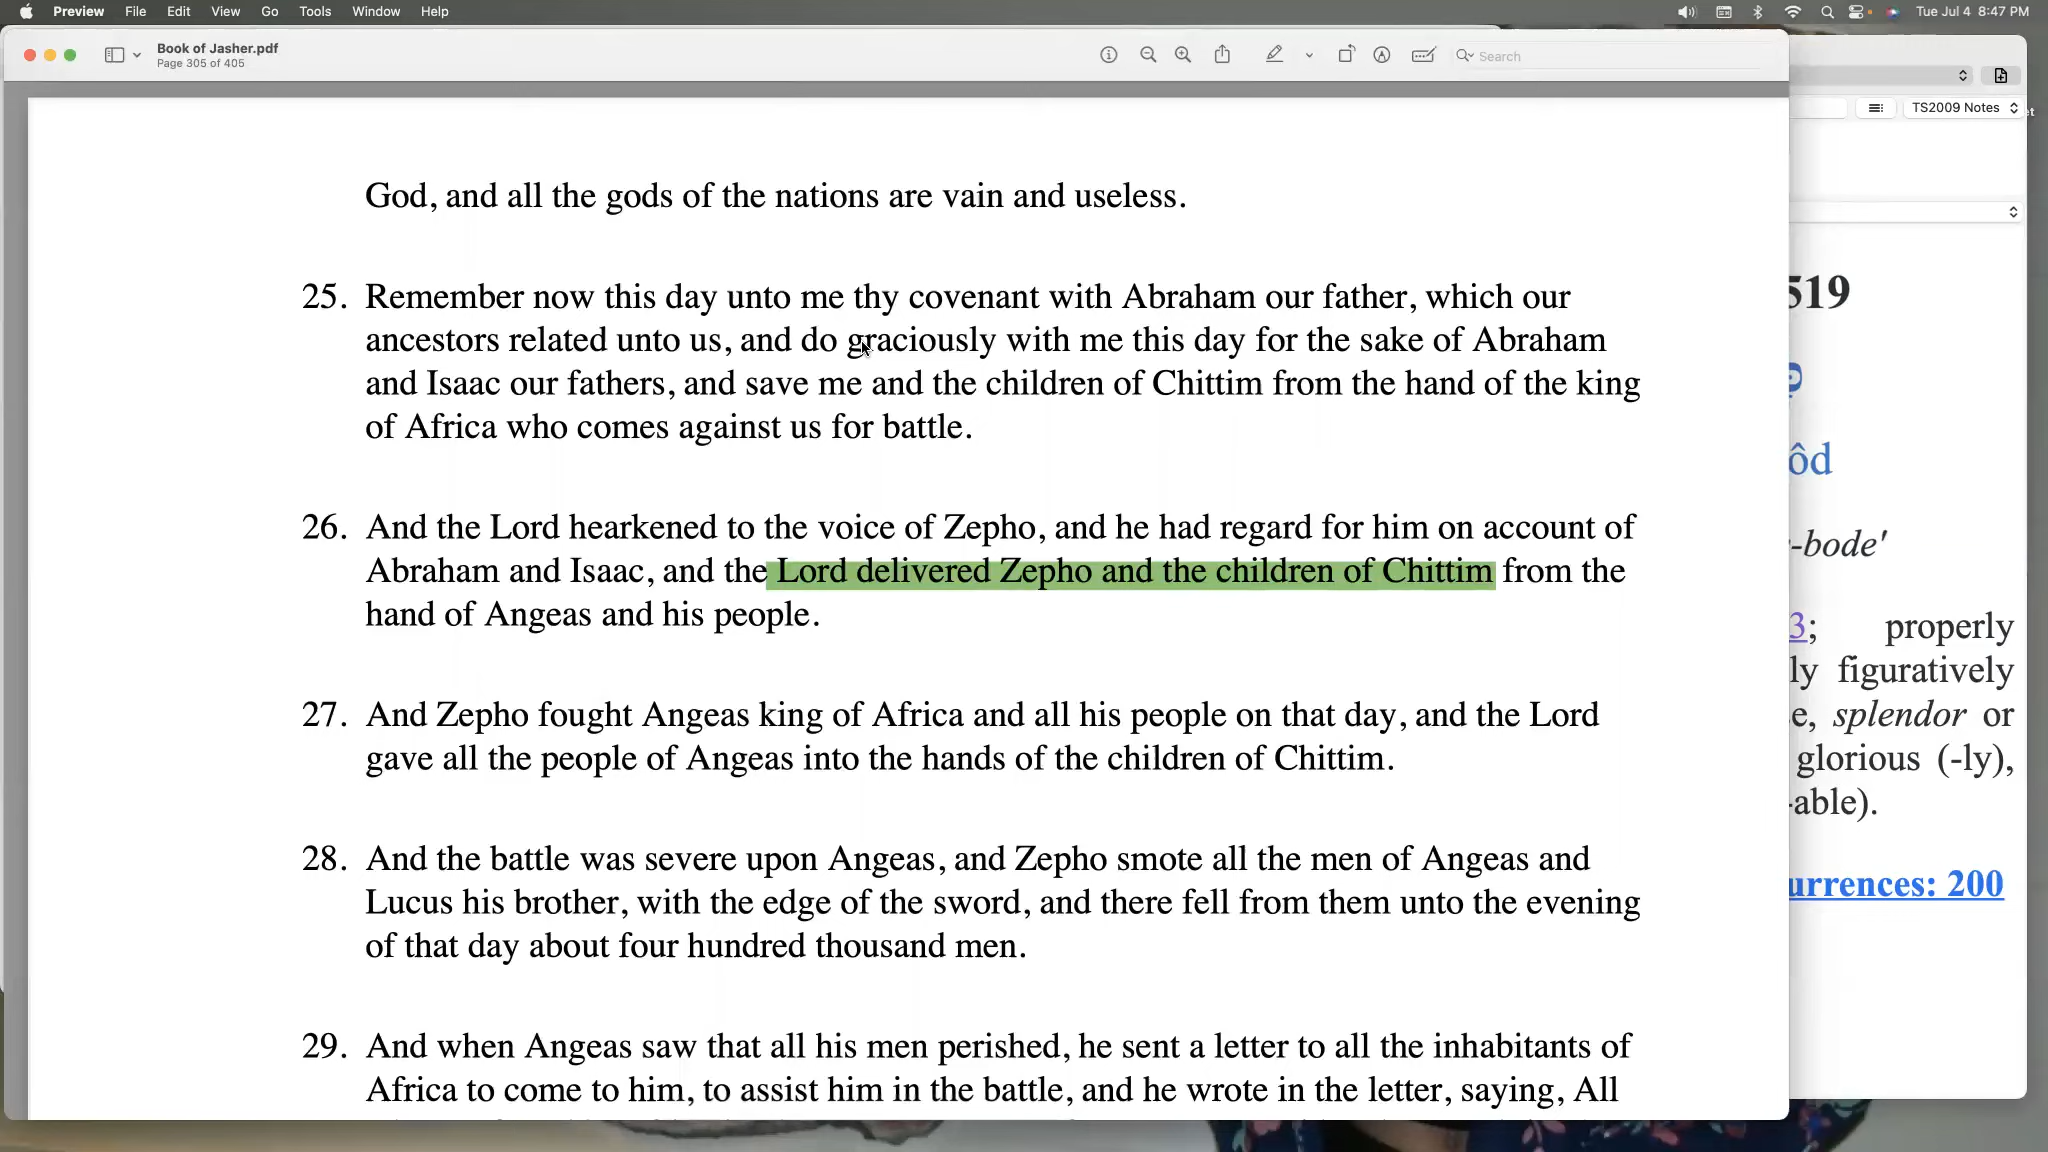 Preview File Edit View Go Tools Window Help Tue Jul 4 8:47 PM
Book of Jasher.pdf
Page 305 of 405
Search
TS2009 Notes
God, and all the gods of the nations are vain and useless.
25. Remember now this day unto me thy covenant with Abraham our father, which our
ancestors related unto us, and do graciously with me this day for the sake of Abraham
and Isaac our fathers, and save me and the children of Chittim from the hand of the king
of Africa who comes against us for battle.
26. And the Lord hearkened to the voice of Zepho, and he had regard for him on account of
Abraham and Isaac, and the Lord delivered Zepho and the children of Chittim from the
hand of Angeas and his people.
27. And Zepho fought Angeas king of Africa and all his people on that day, and the Lord
gave all the people of Angeas into the hands of the children of Chittim.
28. And the battle was severe upon Angeas, and Zepho smote all the men of Angeas and
Lucus his brother, with the edge of the sword, and there fell from them unto the evening
of that day about four hundred thousand men.
29. And when Angeas saw that all his men perished, he sent a letter to all the inhabitants of
Africa to come to him, to assist him in the battle, and he wrote in the letter, saying, All
519
ôd
-bode'
3; properly
ly figuratively
e, splendor or
glorious (-ly),
-able).
urrences: 200